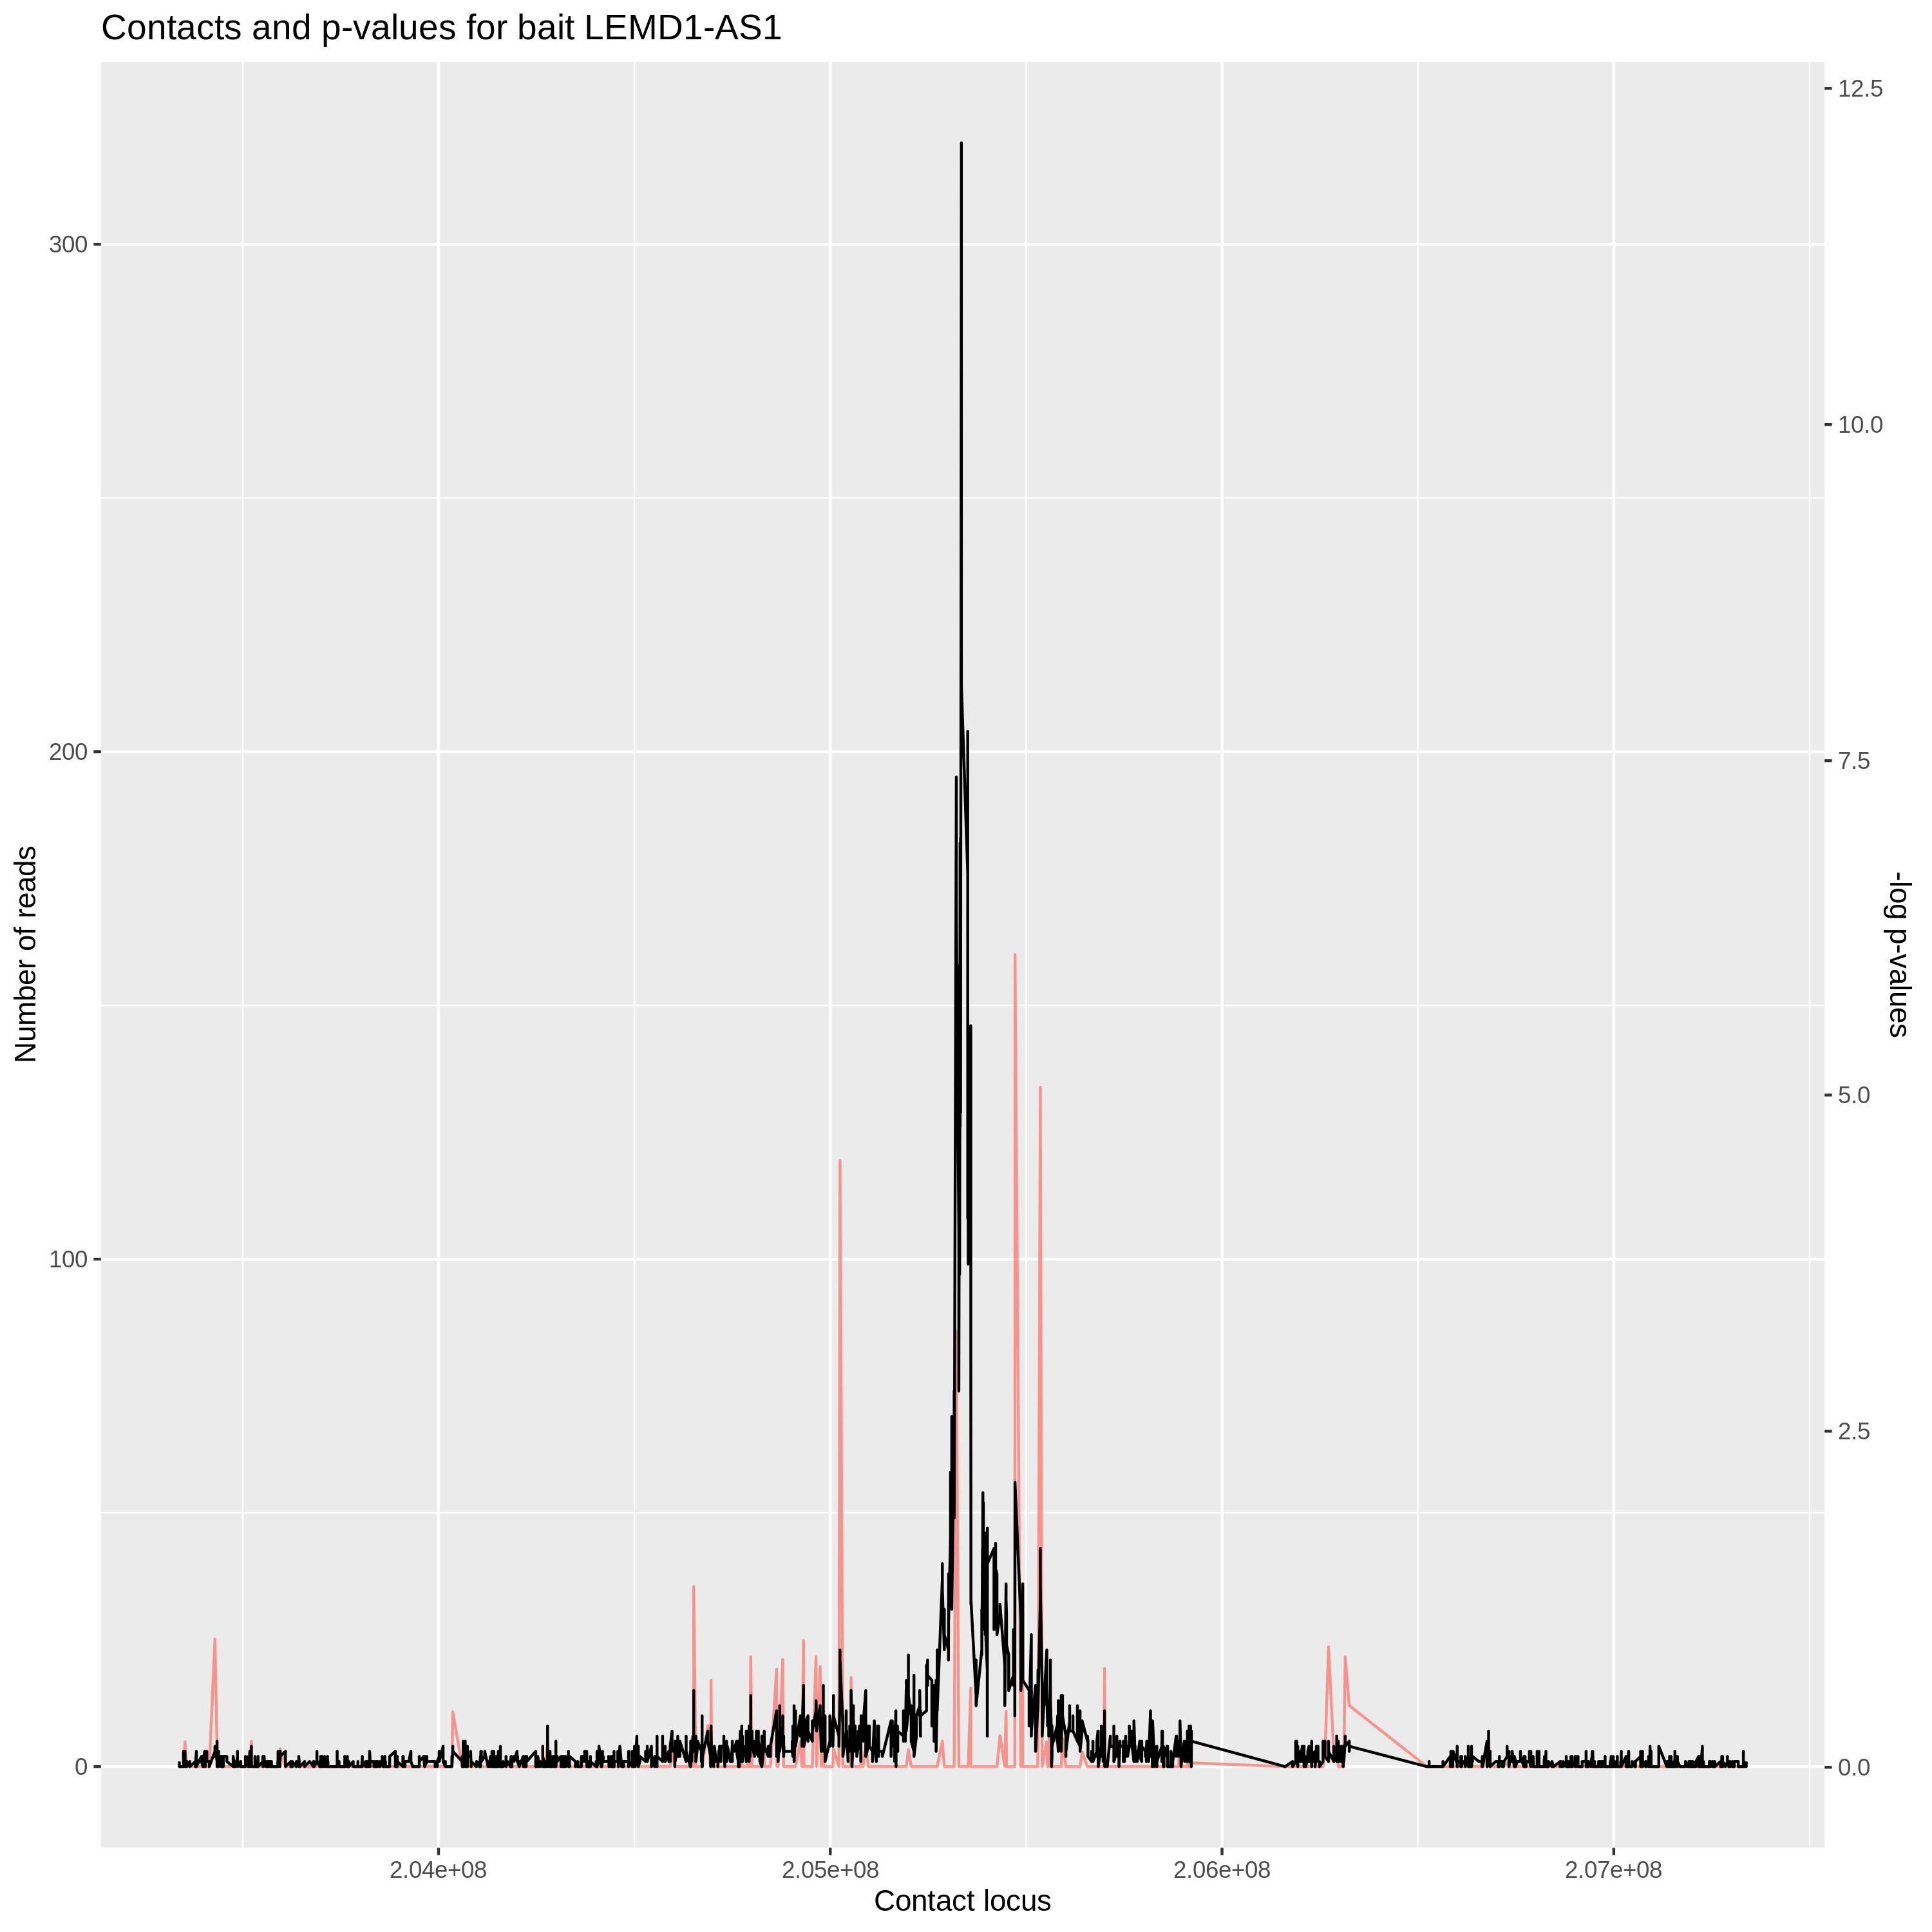 Contacts and p-values for bait LEMD1-AS1
12.5
300
10.0
200
7.5
Number of reads
-log p-values
5.0
100
2.5
0
0.0
2.04e+08
2.05e+08
2.06e+08
2.07e+08
Contact locus